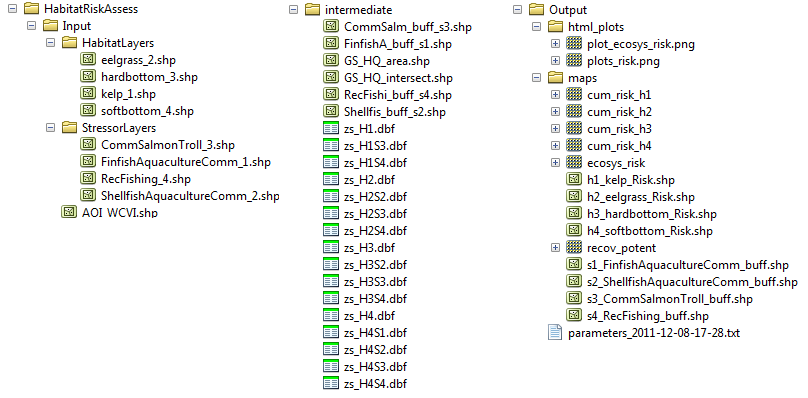 HabitatRiskAssess
Input
HabitatLayers
eelgrass_2.shp
hardbottom_3.shp
kelp_1.shp
softbottom_4.shp
StressorLayers
CommSalmonTroll_3.shp
FinfishAquacultureComm_1.shp
RecFishing_4.shp
ShellfishAquacultureComm_2.shp
AOI_WCVI.shp
intermediate
CommSalm_buff_s3.shp
FinfishA_buff_s1.shp
GS_HQ_area.shp
GS_HQ_intersect.shp
RecFishi_buff_s4.shp
Shellfis_buff_s2.shp
zs_H1.dbf
zs_H1S3.dbf
zs_H1S4.dbf
zs_H2.dbf
zs_H2S2.dbf
zs_H2S3.dbf
zs_H2S4.dbf
zs_H3.dbf
zs_H3S2.dbf
zs_H3S3.dbf
zs_H3S4.dbf
zs_H4.dbf
zs_H4S1.dbf
zs_H4S2.dbf
zs_H4S3.dbf
zs_H4S4.dbf
Output
html_plots
plot_ecosys_risk.png
plots_risk.png
maps
cum_risk_h1
cum_risk_h2
cum_risk_h3
cum_risk_h4
ecosys_risk
h1_kelp_Risk.shp
h2_eelgrass_Risk.shp
h3_hardbottom_Risk.shp
h4_softbottom_Risk.shp
recov_potent
s1_FinfishAquacultureComm_buff.shp
s2_ShellfishAquacultureComm_buff.shp
s3_CommSalmonTroll_buff.shp
s4_RecFishing_buff.shp
parameters_2011-12-08-17-28.txt